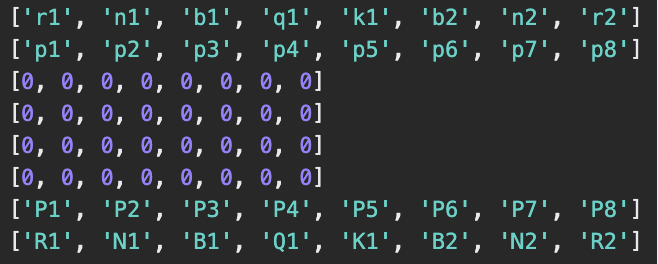 ['r1', 'n1', 'b1', 'q1', 'k1', 'b2', 'n2', 'r2']
['p1', 'p2', 'p3', 'p4', 'p5', 'p6', 'p7', 'p8']
[0, 0, 0, 0, 0, 0, 0, 0]
[0, 0, 0, 0, 0, 0, 0, 0]
[0, 0, 0, 0, 0, 0, 0, 0]
[0, 0, 0, 0, 0, 0, 0, 0]
['P1', 'P2', 'P3', 'P4', 'P5', 'P6', 'P7', 'P8']
['R1', 'N1', 'B1', 'Q1', 'K1', 'B2', 'N2', 'R2']